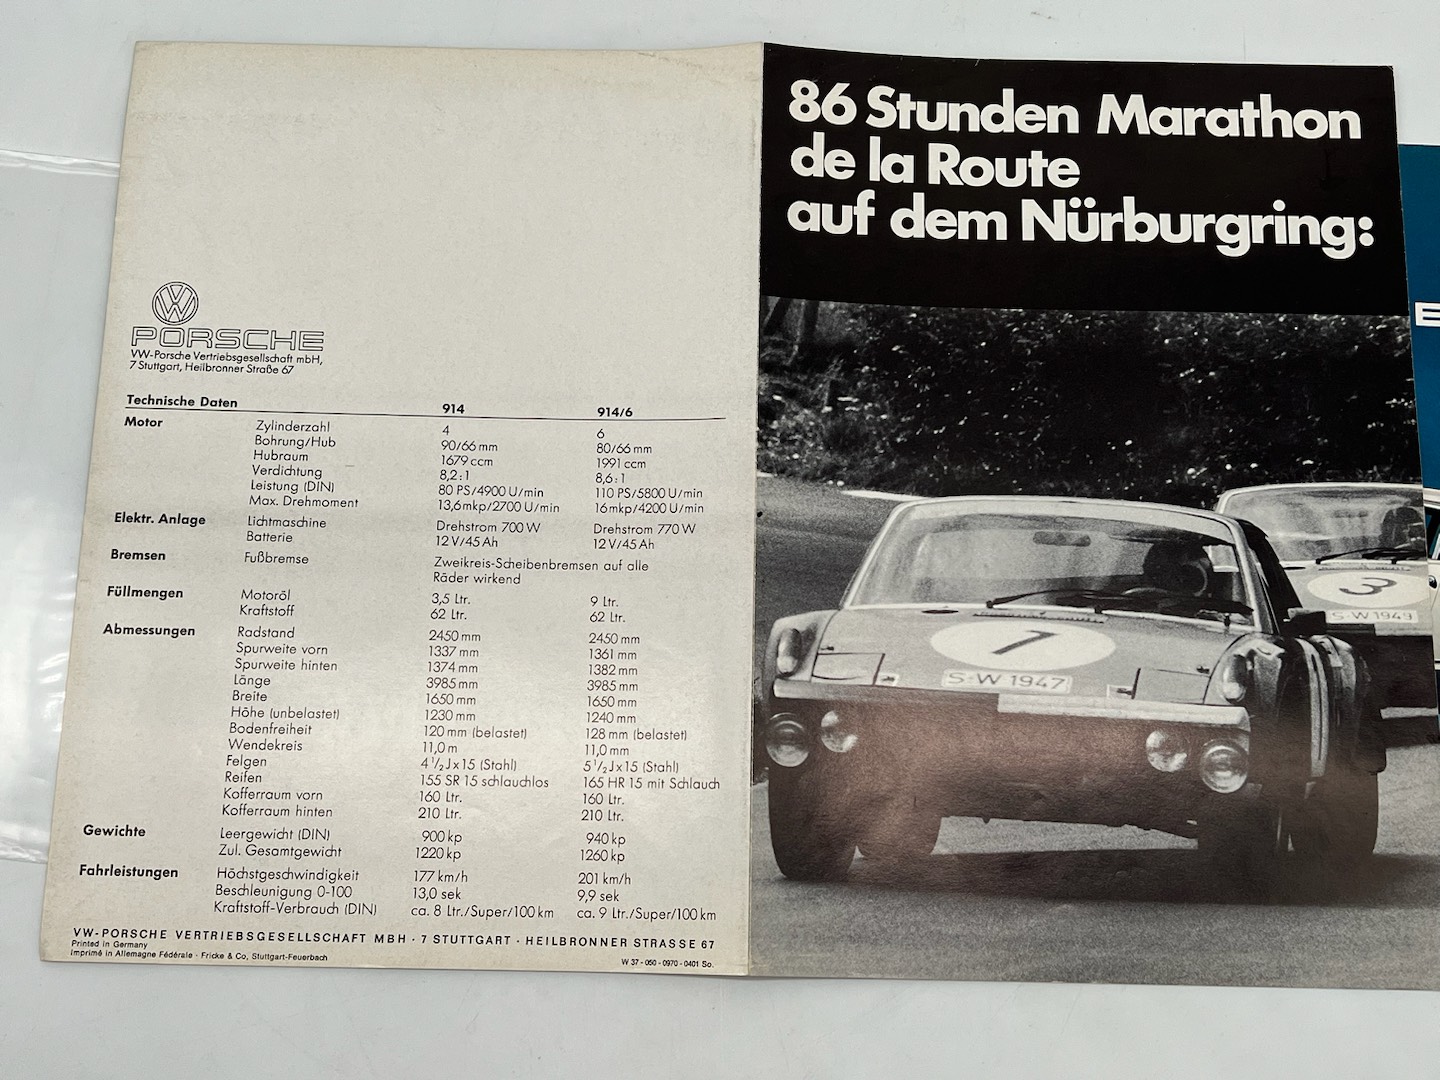 PORSCHE
VW-Porsche Vertriebsgesellschaft mbH,
7 Stuttgart, Heilbronner Straße 67
Technische Daten 914 914/6
Motor Zylinderzahl 4 6
Bohrung/Hub 90/66 mm 80/66 mm
Hubraum 1679 ccm 1991 ccm
Verdichtung 8,2:1 8,6:1
Leistung (DIN) 80 PS/4900 U/min 110 PS/5800 U/min
Max. Drehmoment 13,6 mkp/2700 U/min 16 mkp/4200 U/min
Elektr. Anlage Lichtmaschine Drehstrom 700 W Drehstrom 770 W
Batterie 12 V/45 Ah 12 V/45 Ah
Bremsen Fußbremse Zweikreis-Scheibenbremsen auf alle
Räder wirkend
Füllmengen Motoröl 3,5 Ltr. 9 Ltr.
Kraftstoff 62 Ltr. 62 Ltr.
Abmessungen Radstand 2450 mm 2450 mm
Spurweite vorn 1337 mm 1361 mm
Spurweite hinten 1374 mm 1382 mm
Länge 3985 mm 3985 mm
Breite 1650 mm 1650 mm
Höhe (unbelastet) 1230 mm 1240 mm
Bodenfreiheit 120 mm (belastet) 128 mm (belastet)
Wendekreis 11,0 m 11,0 mm
Felgen 4 1/2 J x 15 (Stahl) 5 1/2 J x 15 (Stahl)
Reifen 155 SR 15 schlauchlos 165 HR 15 mit Schlauch
Kofferraum vorn 160 Ltr. 160 Ltr.
Kofferraum hinten 210 Ltr. 210 Ltr.
Gewichte Leergewicht (DIN) 900 kp 940 kp
Zul. Gesamtgewicht 1220 kp 1260 kp
Fahrleistungen Höchstgeschwindigkeit 177 km/h 201 km/h
Beschleunigung 0-100 13,0 sek 9,9 sek
Kraftstoff-Verbrauch (DIN) ca. 8 Ltr./Super/100 km ca. 9 Ltr./Super/100 km
VW-PORSCHE VERTRIEBSGESELLSCHAFT MBH · 7 STUTTGART · HEILBRONNER STRASSE 67
Printed in Germany
Imprimé in Allemagne Fédérale · Fricke & Co, Stuttgart-Feuerbach
W 37 - 050 - 0970 - 0401 So.
86 Stunden Marathon
de la Route
auf dem Nürburgring:
1
S-W 1947
3
S-W 1949
E